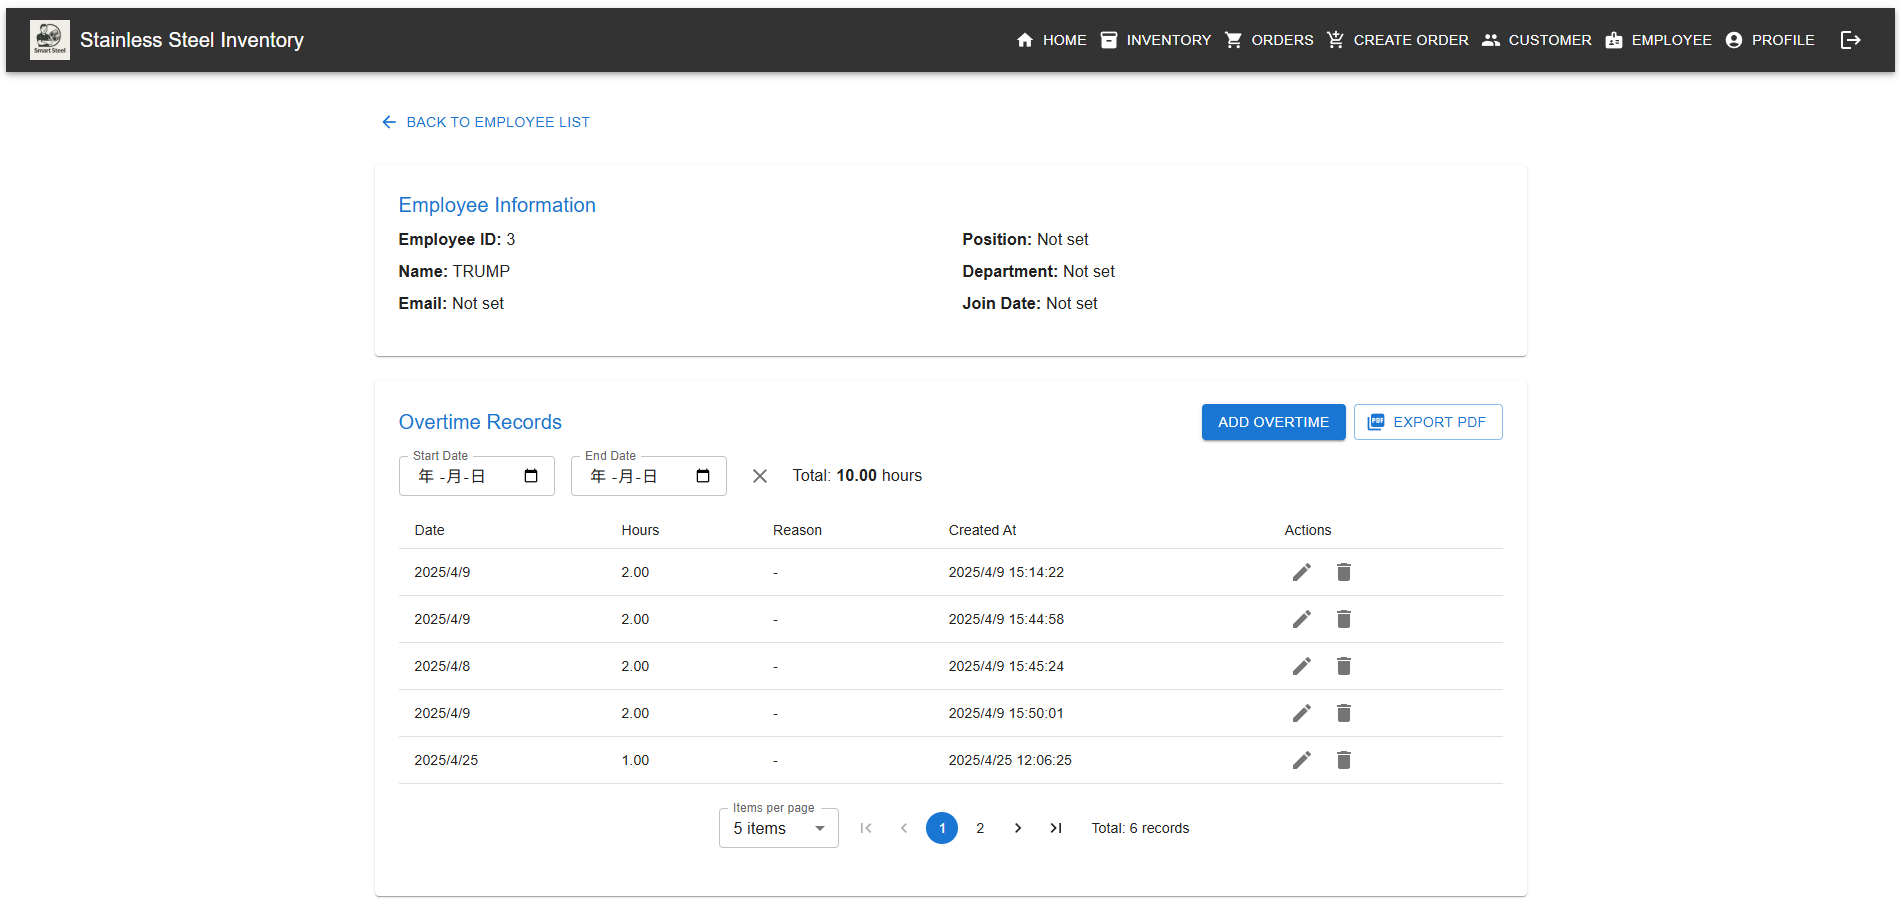 Smart Steel
Stainless Steel Inventory
HOME
INVENTORY
ORDERS
CREATE ORDER
CUSTOMER
EMPLOYEE
PROFILE
BACK TO EMPLOYEE LIST
Employee Information
Employee ID: 3
Position: Not set
Name: TRUMP
Department: Not set
Email: Not set
Join Date: Not set
Overtime Records
ADD OVERTIME
PDF EXPORT PDF
Start Date
年 -月-日
End Date
年 -月-日
Total: 10.00 hours
Date Hours Reason Created At Actions
2025/4/9 2.00 - 2025/4/9 15:14:22
2025/4/9 2.00 - 2025/4/9 15:44:58
2025/4/8 2.00 - 2025/4/9 15:45:24
2025/4/9 2.00 - 2025/4/9 15:50:01
2025/4/25 1.00 - 2025/4/25 12:06:25
Items per page
5 items
1 2
Total: 6 records